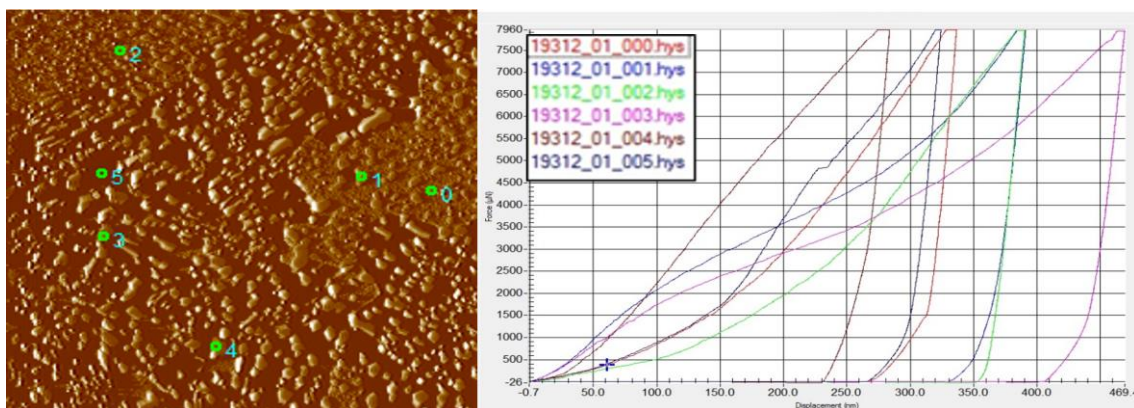 2
5
1
0
3
4
19312_01_000.hys
19312_01_001.hys
19312_01_002.hys
19312_01_003.hys
19312_01_004.hys
19312_01_005.hys
7960
7500
7000
6500
6000
5500
5000
4500
4000
3500
3000
2500
2000
1500
1000
500
-26
Force (µN)
-0.7 50.0 100.0 150.0 200.0 250.0 300.0 350.0 400.0 469.
Displacement (nm)